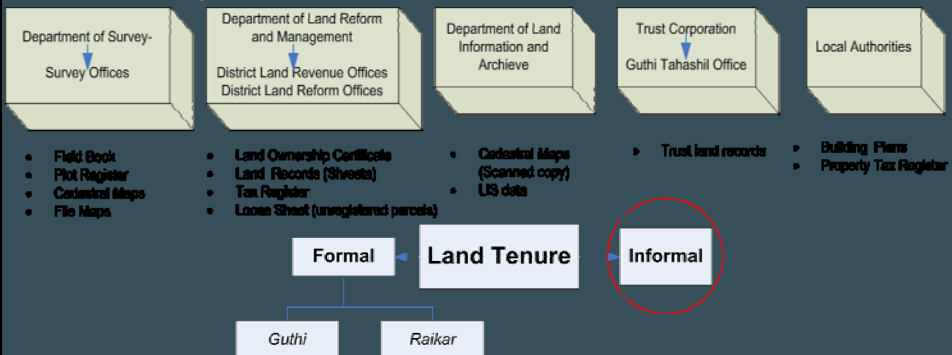 Department of Survey-
Survey Offices
Department of Land Reform
and Management
District Land Revenue Offices
District Land Reform Offices
Department of Land
Information and
Archieve
Trust Corporation
Guthi Tahashil Office
Local Authorities
Field Book
Plot Register
Cadastral Maps
File Maps
Land Ownership Certificate
Land Records (Shresta)
Tax Register
Loose Sheet (unregistered parcels)
Cadastral Maps
(Scanned copy)
LIS data
Trust land records
Building Plans
Property Tax Register
Formal
Land Tenure
Informal
Guthi
Raikar